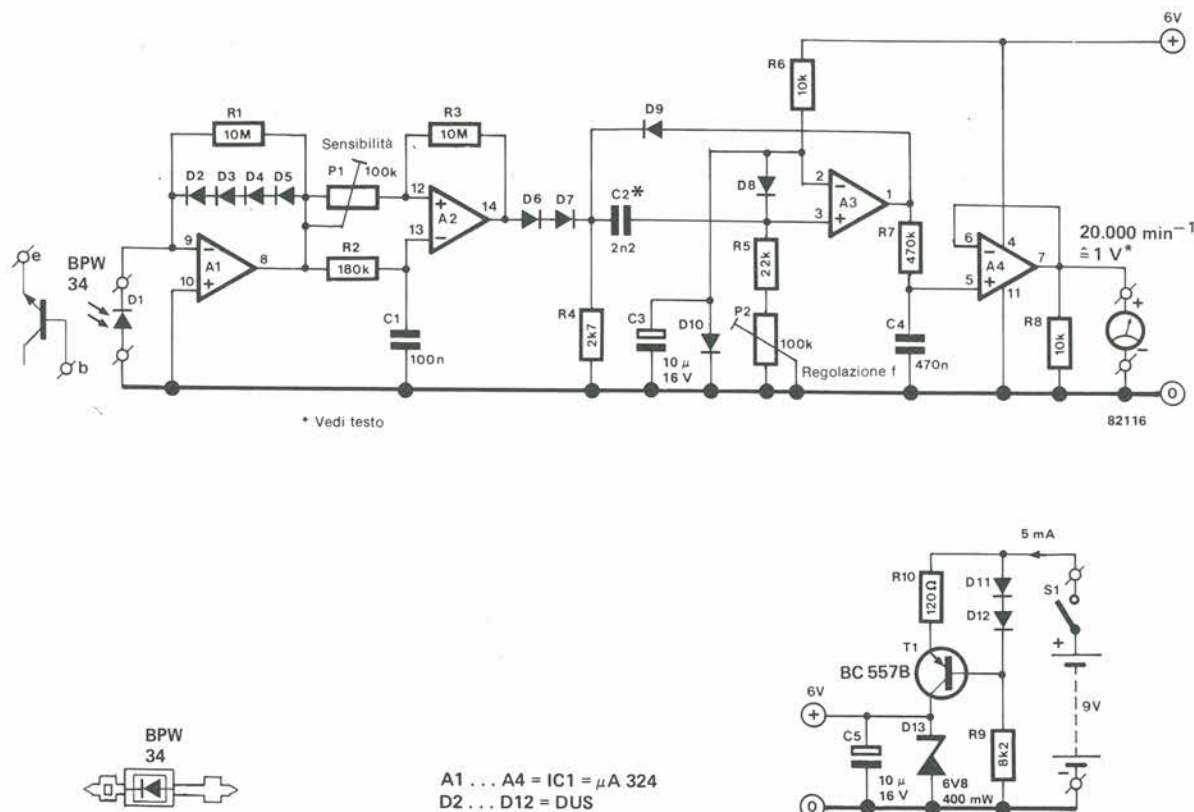 6V
+
R6
10k
R1
10M
R3
10M
D9
Sensibilità
P1
100k
D2
D3
D4
D5
12
+
A2
14
13
−
D6
D7
C2*
2n2
D8
2
−
A3
1
3
+
R7
470k
6
−
A4
4
7
5
+
11
20.000 min⁻¹
≙ 1 V*
e
BPW
34
D1
b
9
−
A1
8
10
+
R2
180k
C1
100n
R4
2k7
C3
10 µ
16 V
D10
R5
22k
P2
100k
Regolazione f
C4
470n
R8
10k
+
−
0
* Vedi testo
82116
5 mA
R10
120Ω
D11
D12
S1
T1
BC 557B
+
9V
−
6V
+
C5
10 µ
16 V
D13
6V8
400 mW
R9
8k2
0
BPW
34
A1 . . . A4 = IC1 = µA 324
D2 . . . D12 = DUS